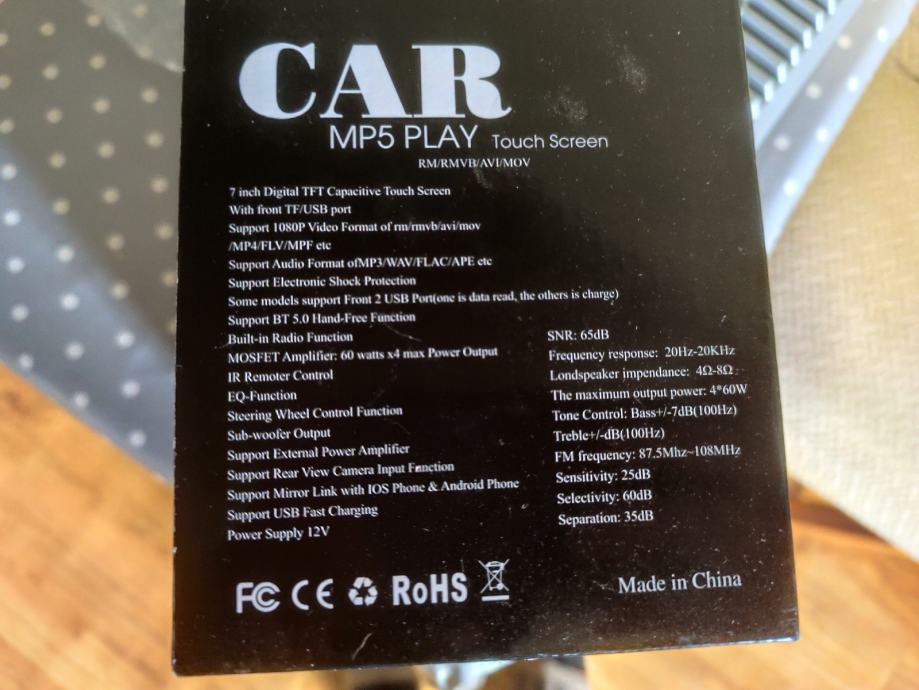 CAR
MP5 PLAY Touch Screen
RM/RMVB/AVI/MOV
7 inch Digital TFT Capacitive Touch Screen
With front TF/USB port
Support 1080P Video Format of rm/rmvb/avi/mov
/MP4/FLV/MPF etc
Support Audio Format ofMP3/WAV/FLAC/APE etc
Support Electronic Shock Protection
Some models support Front 2 USB Port(one is data read, the others is charge)
Support BT 5.0 Hand-Free Function
Built-in Radio Function
MOSFET Amplifier: 60 watts x4 max Power Output
IR Remoter Control
EQ-Function
Steering Wheel Control Function
Sub-woofer Output
Support External Power Amplifier
Support Rear View Camera Input Function
Support Mirror Link with IOS Phone & Android Phone
Support USB Fast Charging
Power Supply 12V
SNR: 65dB
Frequency response: 20Hz-20KHz
Londspeaker impendance: 4Ω-8Ω
The maximum output power: 4*60W
Tone Control: Bass+/-7dB(100Hz)
Treble+/-dB(100Hz)
FM frequency: 87.5Mhz~108MHz
Sensitivity: 25dB
Selectivity: 60dB
Separation: 35dB
FC CE RoHS
Made in China